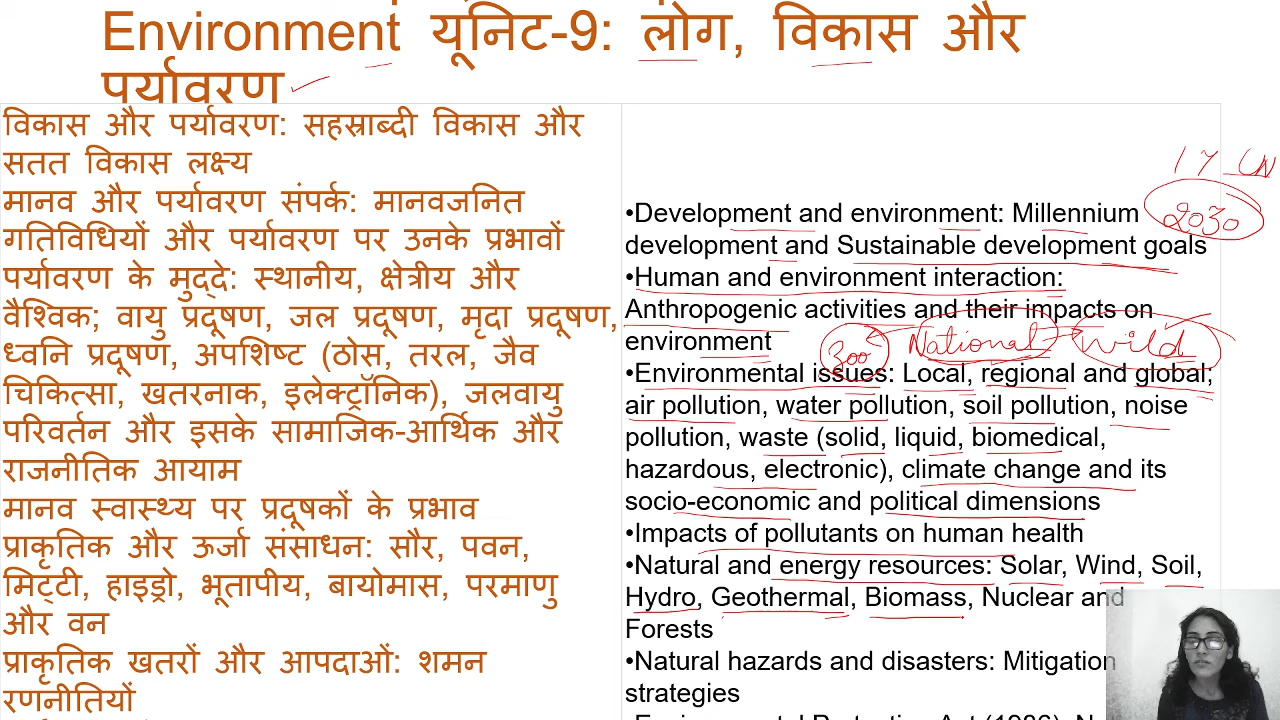 Environment यूनिट-9: लोग, विकास और
पर्यावरण
विकास और पर्यावरण: सहस्राब्दी विकास और
सतत विकास लक्ष्य
मानव और पर्यावरण संपर्क: मानवजनित
गतिविधियों और पर्यावरण पर उनके प्रभावों
पर्यावरण के मुद्दे: स्थानीय, क्षेत्रीय और
वैश्विक; वायु प्रदूषण, जल प्रदूषण, मृदा प्रदूषण,
ध्वनि प्रदूषण, अपशिष्ट (ठोस, तरल, जैव
चिकित्सा, खतरनाक, इलेक्ट्रॉनिक), जलवायु
परिवर्तन और इसके सामाजिक-आर्थिक और
राजनीतिक आयाम
मानव स्वास्थ्य पर प्रदूषकों के प्रभाव
प्राकृतिक और ऊर्जा संसाधन: सौर, पवन,
मिट्टी, हाइड्रो, भूतापीय, बायोमास, परमाणु
और वन
प्राकृतिक खतरों और आपदाओं: शमन
रणनीतियों
17 UN
2030
•Development and environment: Millennium
development and Sustainable development goals
•Human and environment interaction:
Anthropogenic activities and their impacts on
environment
300 National Wild
•Environmental issues: Local, regional and global;
air pollution, water pollution, soil pollution, noise
pollution, waste (solid, liquid, biomedical,
hazardous, electronic), climate change and its
socio-economic and political dimensions
•Impacts of pollutants on human health
•Natural and energy resources: Solar, Wind, Soil,
Hydro, Geothermal, Biomass, Nuclear and
Forests
•Natural hazards and disasters: Mitigation
strategies